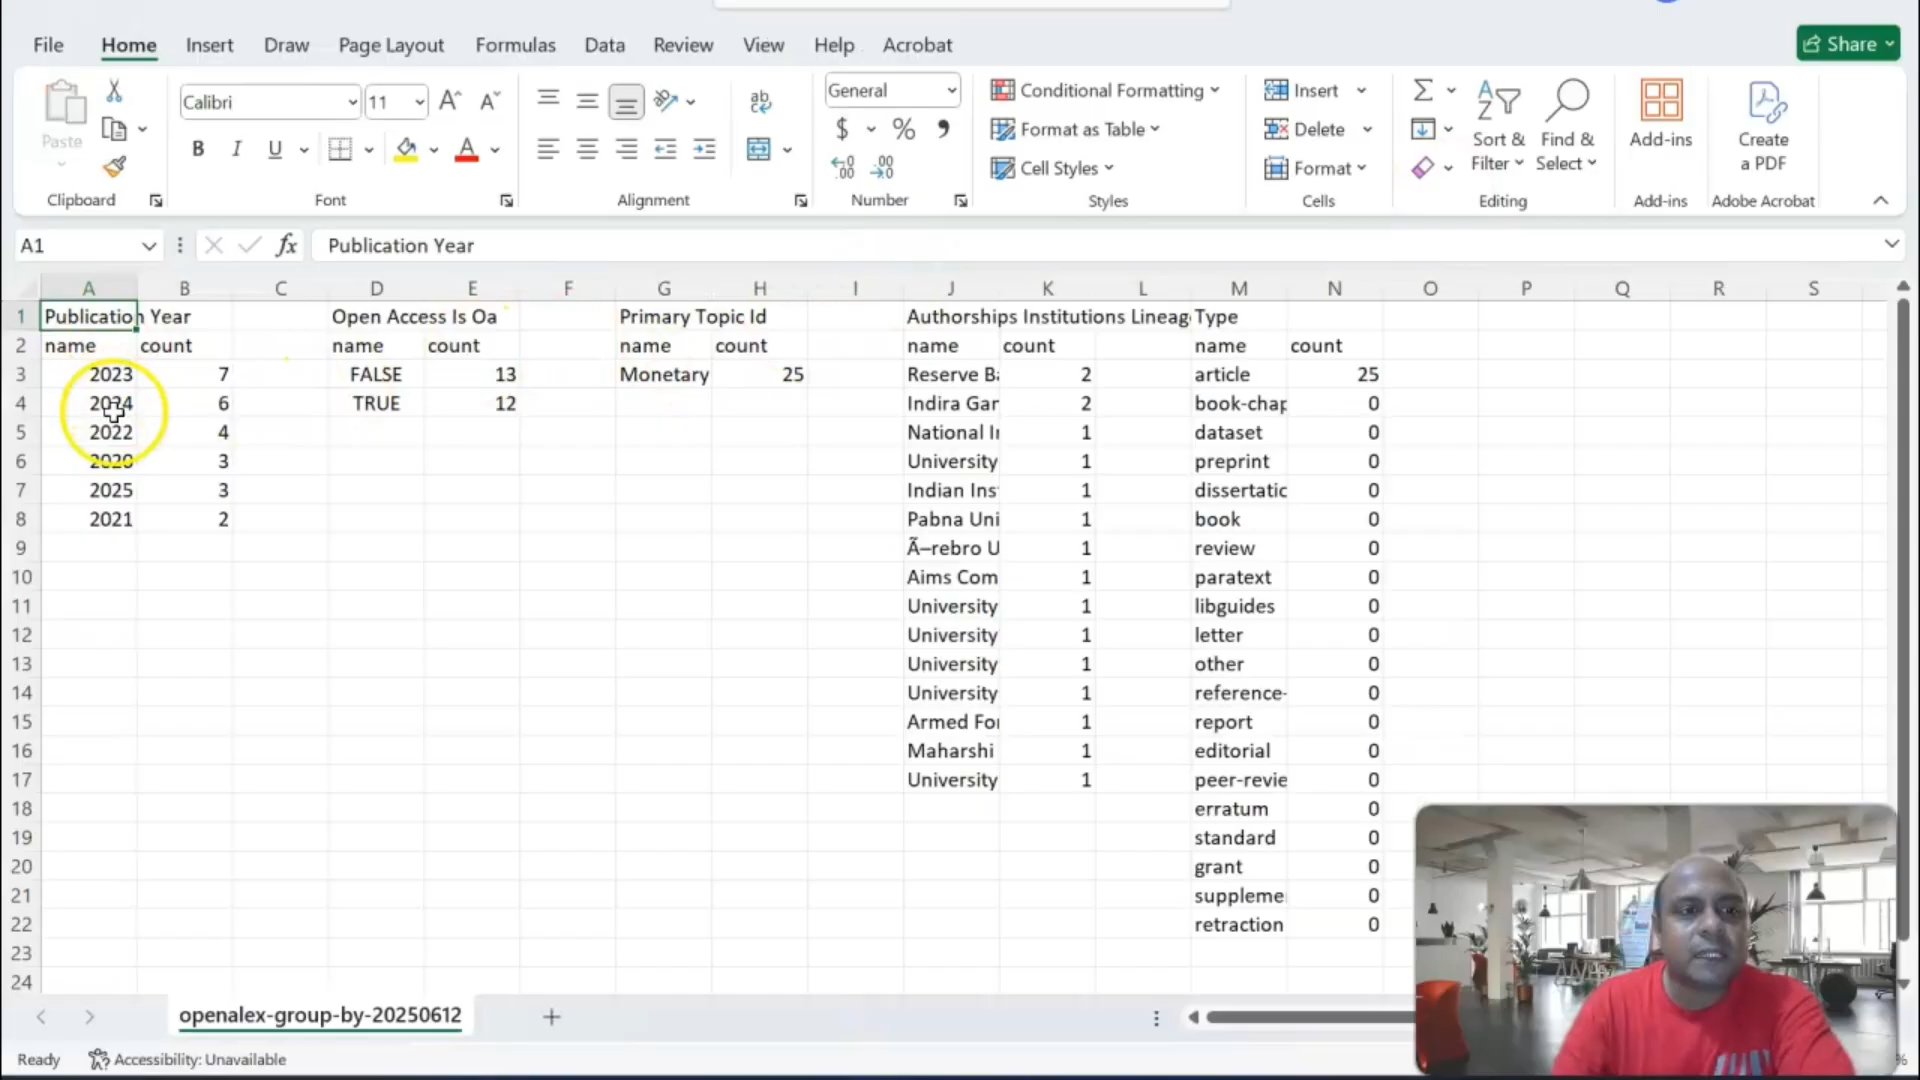 File Home Insert Draw Page Layout Formulas Data Review View Help Acrobat Share
Paste
Calibri 11
B I U
ab
General
$ % ,
Conditional Formatting
Format as Table
Cell Styles
Insert
Delete
Format
Sort & Filter
Find & Select
Add-ins
Create a PDF
Clipboard Font Alignment Number Styles Cells Editing Add-ins Adobe Acrobat
A1 fx Publication Year
A B C D E F G H I J K L M N O P Q R S
1 Publication Year Open Access Is Oa Primary Topic Id Authorships Institutions Lineag Type
2 name count name count name count name count name count
3 2023 7 FALSE 13 Monetary 25 Reserve Ba 2 article 25
4 2024 6 TRUE 12 Indira Gar 2 book-chap 0
5 2022 4 National In 1 dataset 0
6 2020 3 University 1 preprint 0
7 2025 3 Indian Ins 1 dissertatic 0
8 2021 2 Pabna Uni 1 book 0
9 Ã–rebro U 1 review 0
10 Aims Com 1 paratext 0
11 University 1 libguides 0
12 University 1 letter 0
13 University 1 other 0
14 University 1 reference- 0
15 Armed For 1 report 0
16 Maharshi 1 editorial 0
17 University 1 peer-revie 0
18 erratum 0
19 standard 0
20 grant 0
21 suppleme 0
22 retraction 0
23
24
openalex-group-by-20250612
Ready Accessibility: Unavailable %